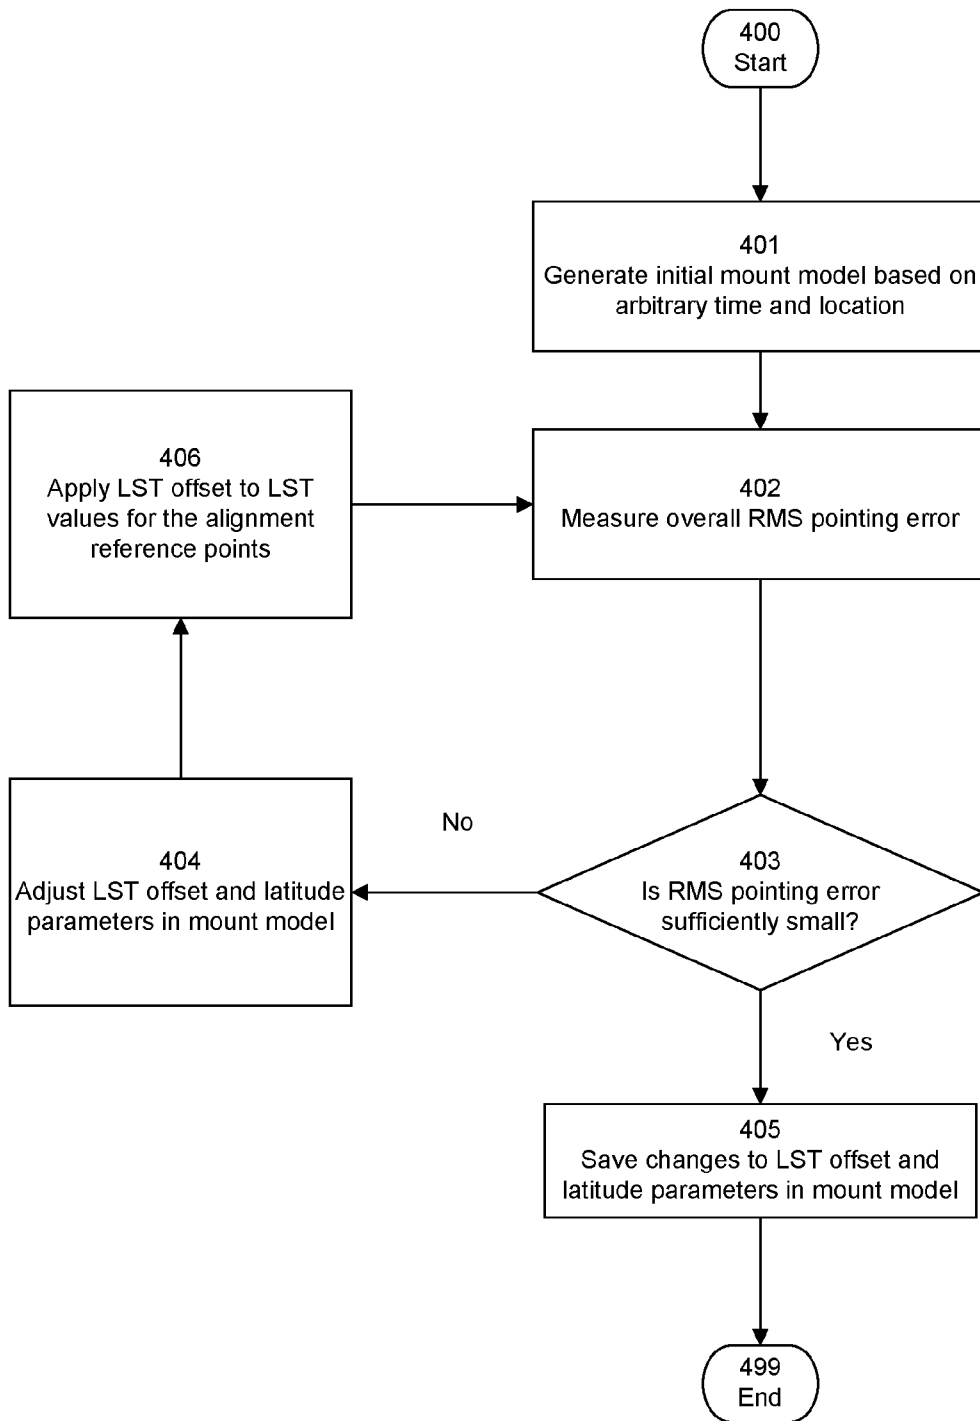 400
Start
401
Generate initial mount model based on
arbitrary time and location
406
Apply LST offset to LST
values for the alignment
reference points
402
Measure overall RMS pointing error
No
404
Adjust LST offset and latitude
parameters in mount model
403
Is RMS pointing error
sufficiently small?
Yes
405
Save changes to LST offset and
latitude parameters in mount model
499
End